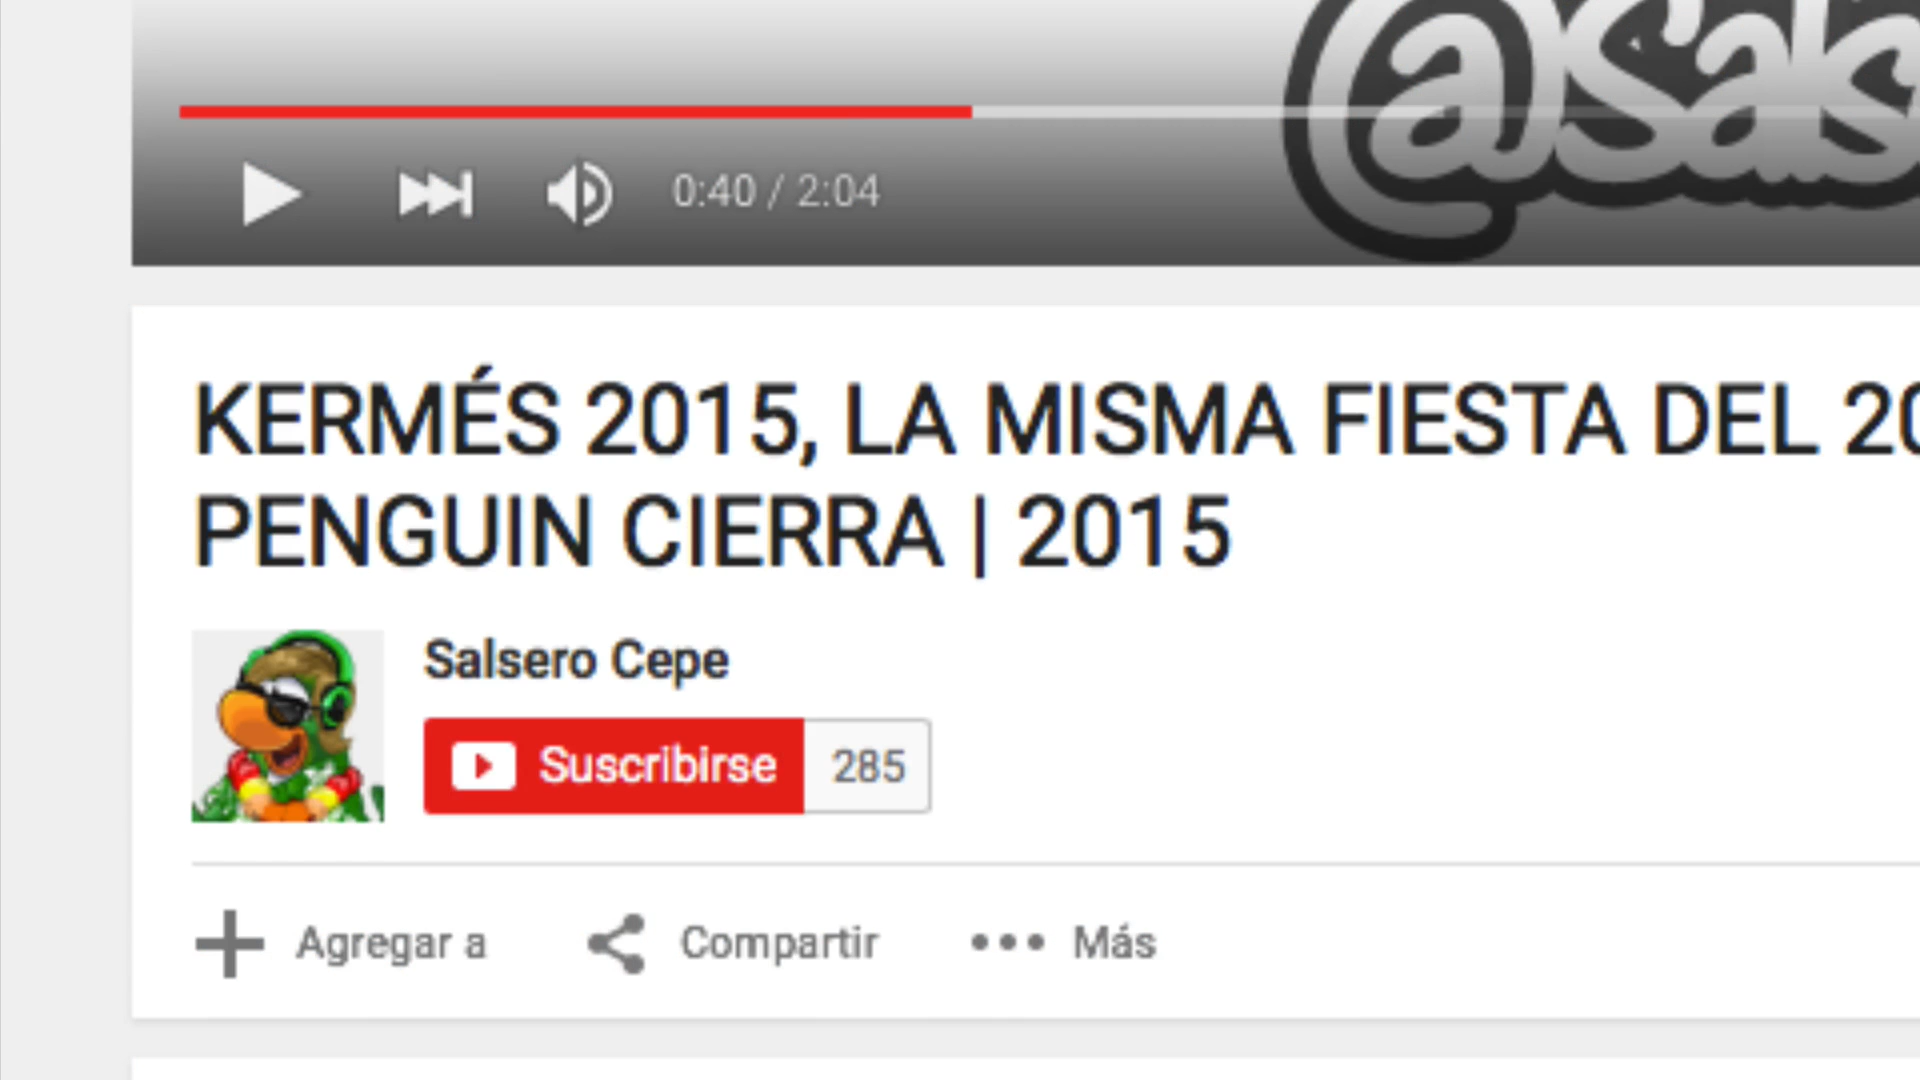 @Sals
0:40 / 2:04
KERMÉS 2015, LA MISMA FIESTA DEL 20
PENGUIN CIERRA | 2015
Salsero Cepe
Suscribirse 285
Agregar a Compartir Más